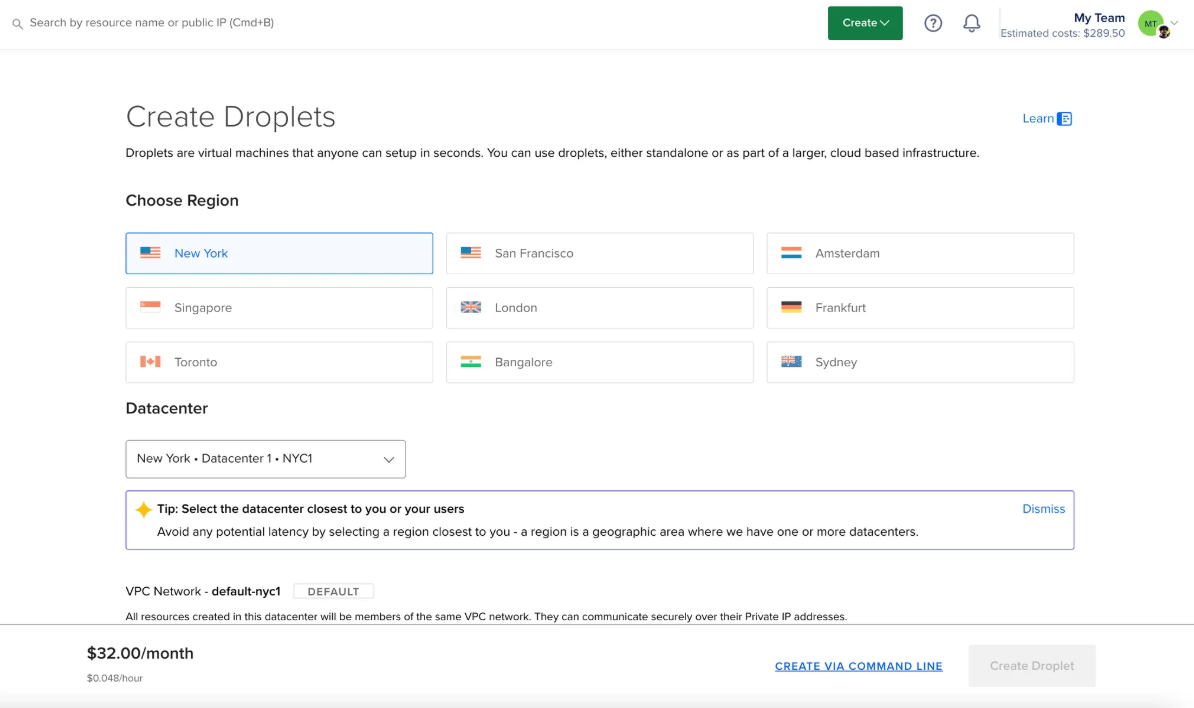 Search by resource name or public IP (Cmd+B)
Create
My Team
Estimated costs: $289.50
MT
Create Droplets
Learn
Droplets are virtual machines that anyone can setup in seconds. You can use droplets, either standalone or as part of a larger, cloud based infrastructure.
Choose Region
New York
San Francisco
Amsterdam
Singapore
London
Frankfurt
Toronto
Bangalore
Sydney
Datacenter
New York • Datacenter 1 • NYC1
Tip: Select the datacenter closest to you or your users
Dismiss
Avoid any potential latency by selecting a region closest to you - a region is a geographic area where we have one or more datacenters.
VPC Network - default-nyc1 DEFAULT
All resources created in this datacenter will be members of the same VPC network. They can communicate securely over their Private IP addresses.
$32.00/month
$0.048/hour
CREATE VIA COMMAND LINE
Create Droplet